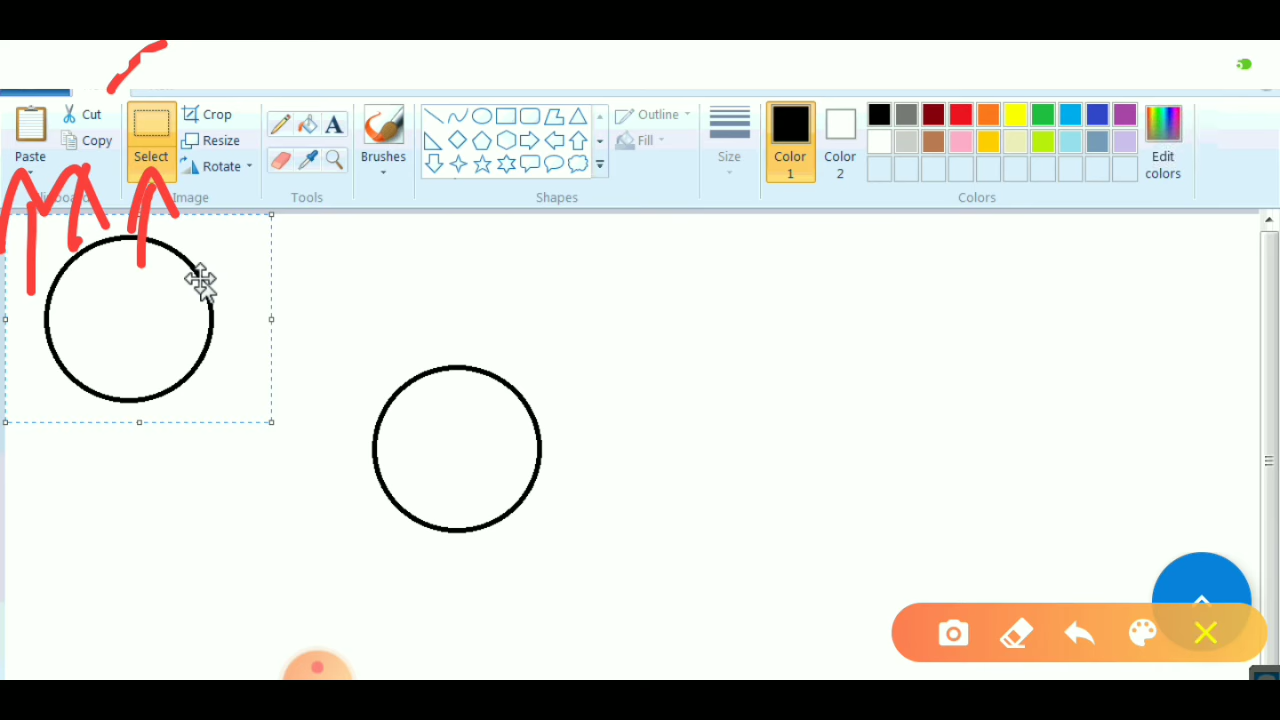 Cut Crop Outline
Copy Resize Fill
Paste Select Rotate Brushes Size Color 1 Color 2 Edit colors
Image Tools Shapes Colors